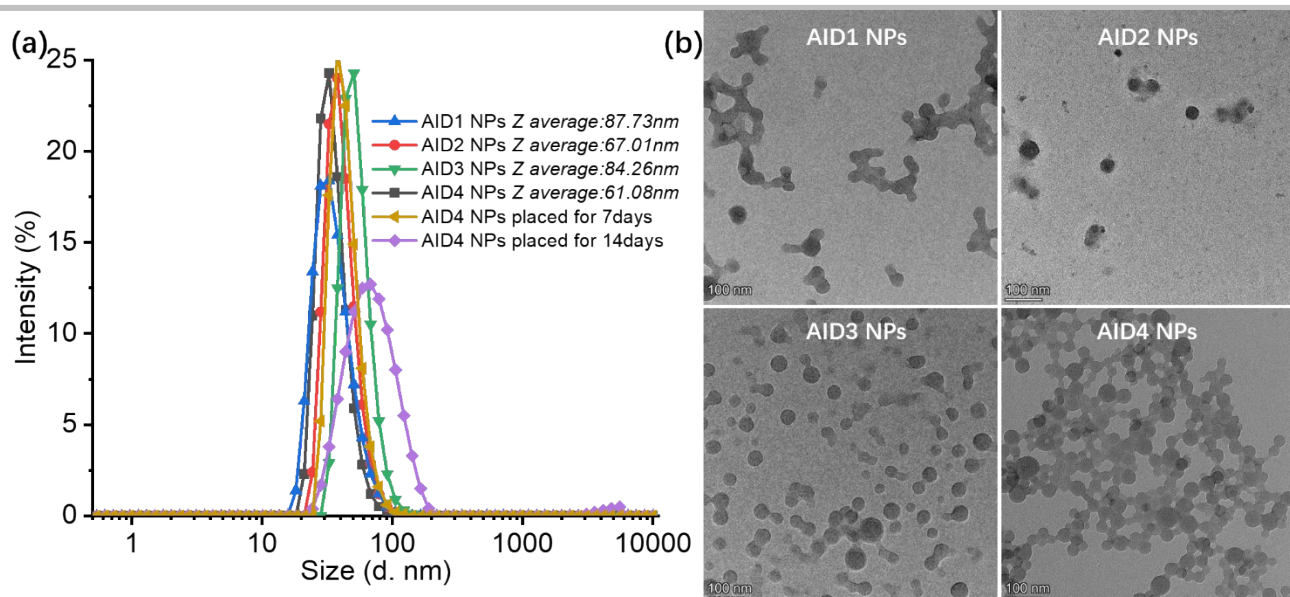 (a)
25
20
15
10
5
0
Intensity (%)
1
10
100
1000
10000
Size (d. nm)
AID1 NPs Z average:87.73nm
AID2 NPs Z average:67.01nm
AID3 NPs Z average:84.26nm
AID4 NPs Z average:61.08nm
AID4 NPs placed for 7days
AID4 NPs placed for 14days
(b)
AID1 NPs
100 nm
AID2 NPs
100 nm
AID3 NPs
100 nm
AID4 NPs
100 nm